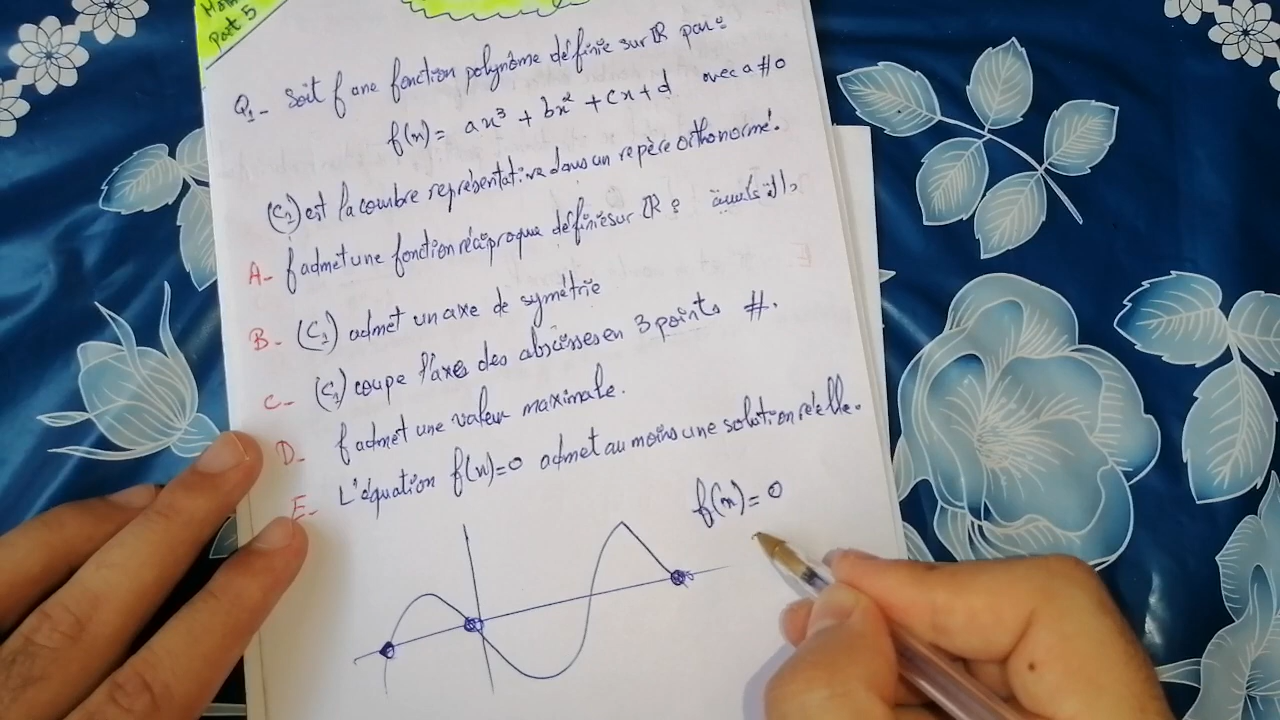 Part 5
Q1- Soit f une fonction polynôme définie sur ℝ par:
f(x)= ax³ + bx² + cx + d avec a ≠ 0
(C1) est la courbe représentative dans un repère orthonormé.
A- f admet une fonction réciproque définie sur ℝ?
B- (C1) admet un axe de symétrie
C- (C1) coupe l'axes des abscisses en 3 points ≠.
D- f admet une valeur maximale.
E- L'équation f(x)=0 admet au moins une solution réelle.
f(x)=0